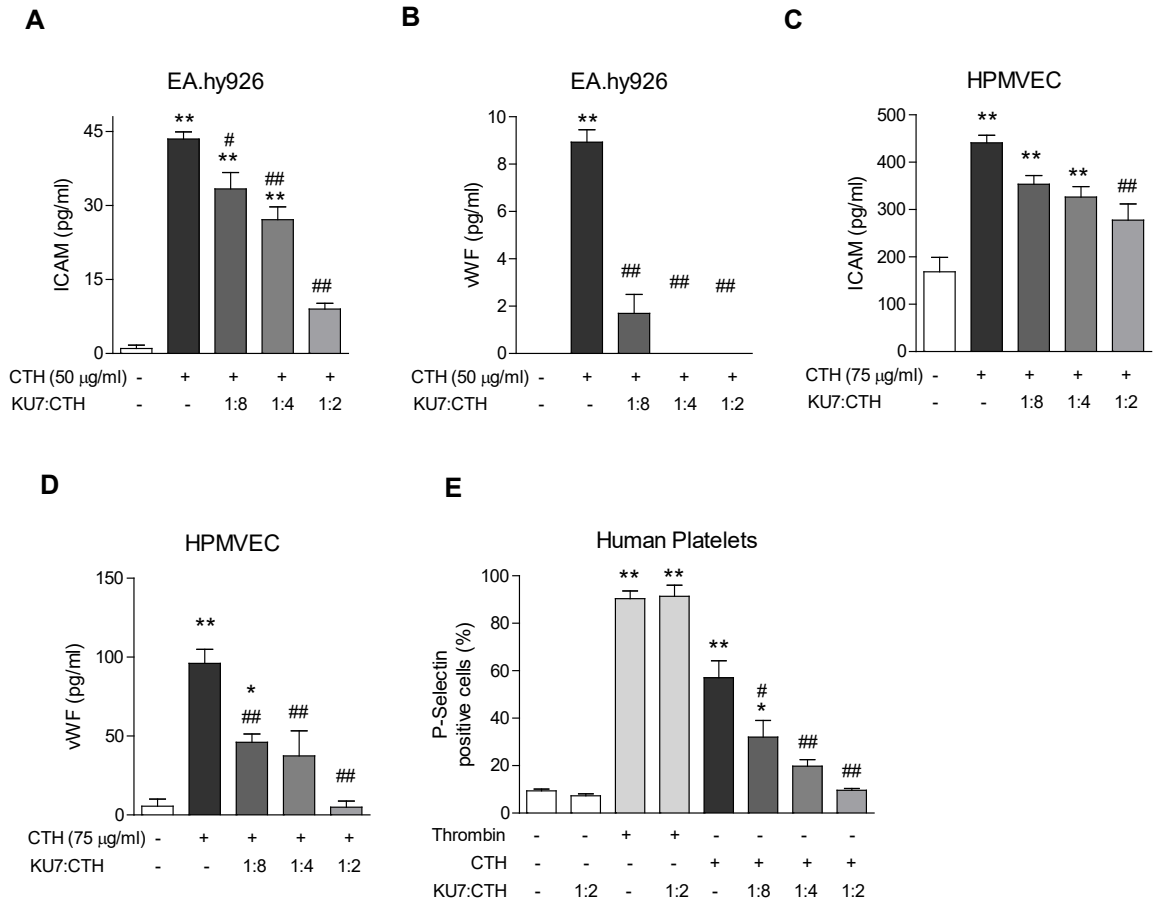 A
EA.hy926
** # ** ## ** ##
45
30
15
0
ICAM (pg/ml)
CTH (50 μg/ml) - + + + +
KU7:CTH - - 1:8 1:4 1:2
B
EA.hy926
** ## ## ##
10
8
6
4
2
0
vWF (pg/ml)
CTH (50 μg/ml) - + + + +
KU7:CTH - - 1:8 1:4 1:2
C
HPMVEC
** ** ** ##
500
400
300
200
100
0
ICAM (pg/ml)
CTH (75 μg/ml) - + + + +
KU7:CTH - - 1:8 1:4 1:2
D
HPMVEC
** * ## ## ##
150
100
50
0
vWF (pg/ml)
CTH (75 μg/ml) - + + + +
KU7:CTH - - 1:8 1:4 1:2
E
Human Platelets
** ** ** # * ## ##
100
80
60
40
20
0
P-Selectin
positive cells (%)
Thrombin - - + + - - - -
CTH - - - - + + + +
KU7:CTH - 1:2 - 1:2 - 1:8 1:4 1:2